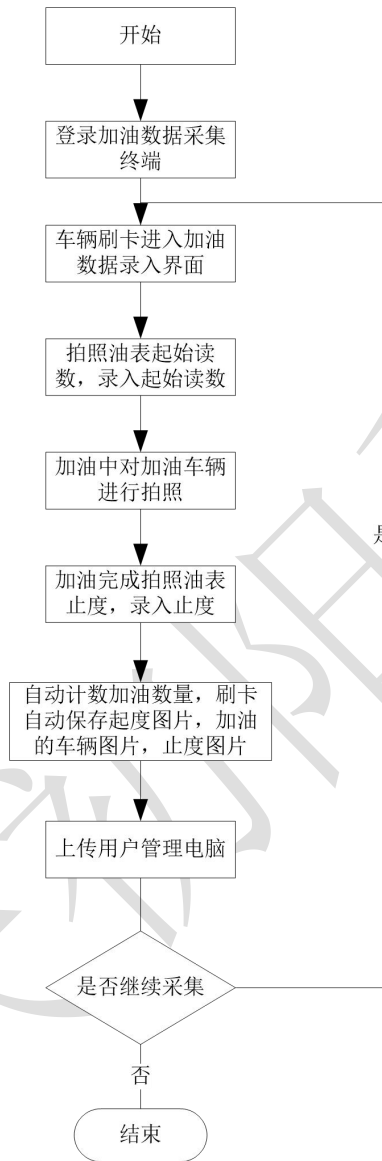 开始
登录加油数据采集
终端
车辆刷卡进入加油
数据录入界面
拍照油表起始读
数，录入起始读数
加油中对加油车辆
进行拍照
是
加油完成拍照油表
止度，录入止度
自动计数加油数量，刷卡
自动保存起度图片，加油
的车辆图片，止度图片
上传用户管理电脑
是否继续采集
否
结束